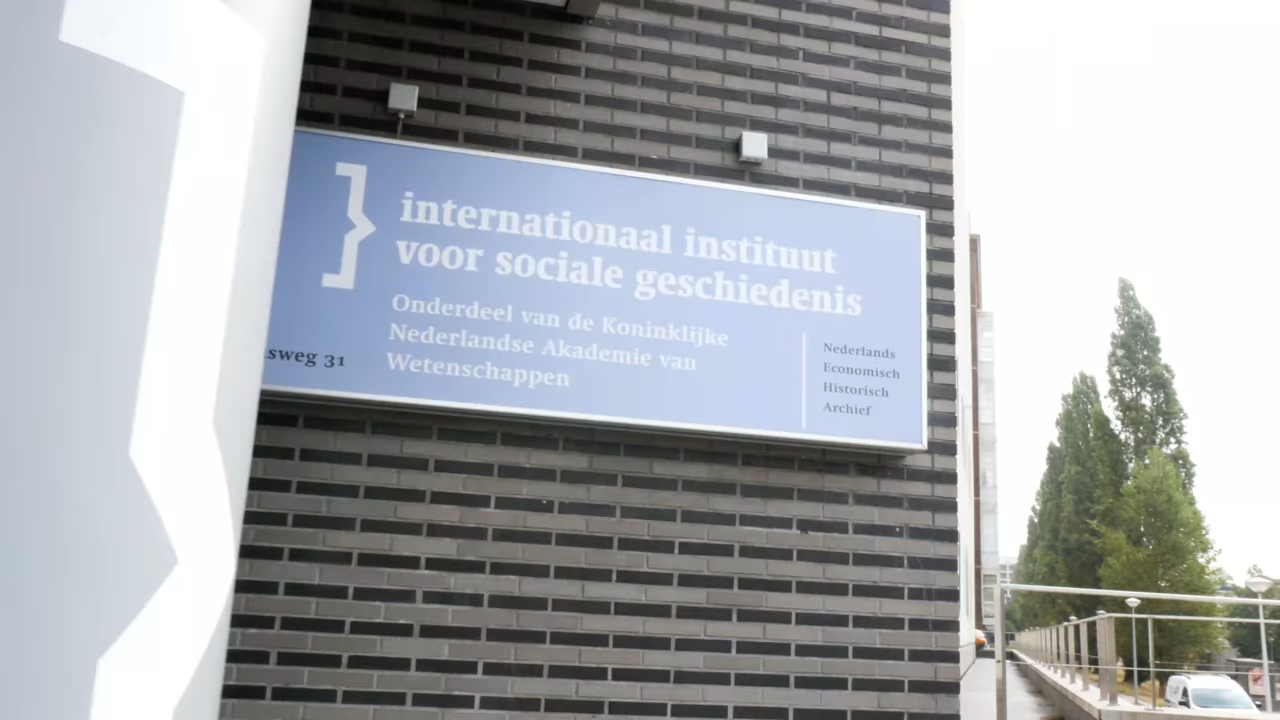 internationaal instituut
voor sociale geschiedenis
Onderdeel van de Koninklijke
Nederlandse Akademie van
Wetenschappen
sweg 31
Nederlands
Economisch
Historisch
Archief